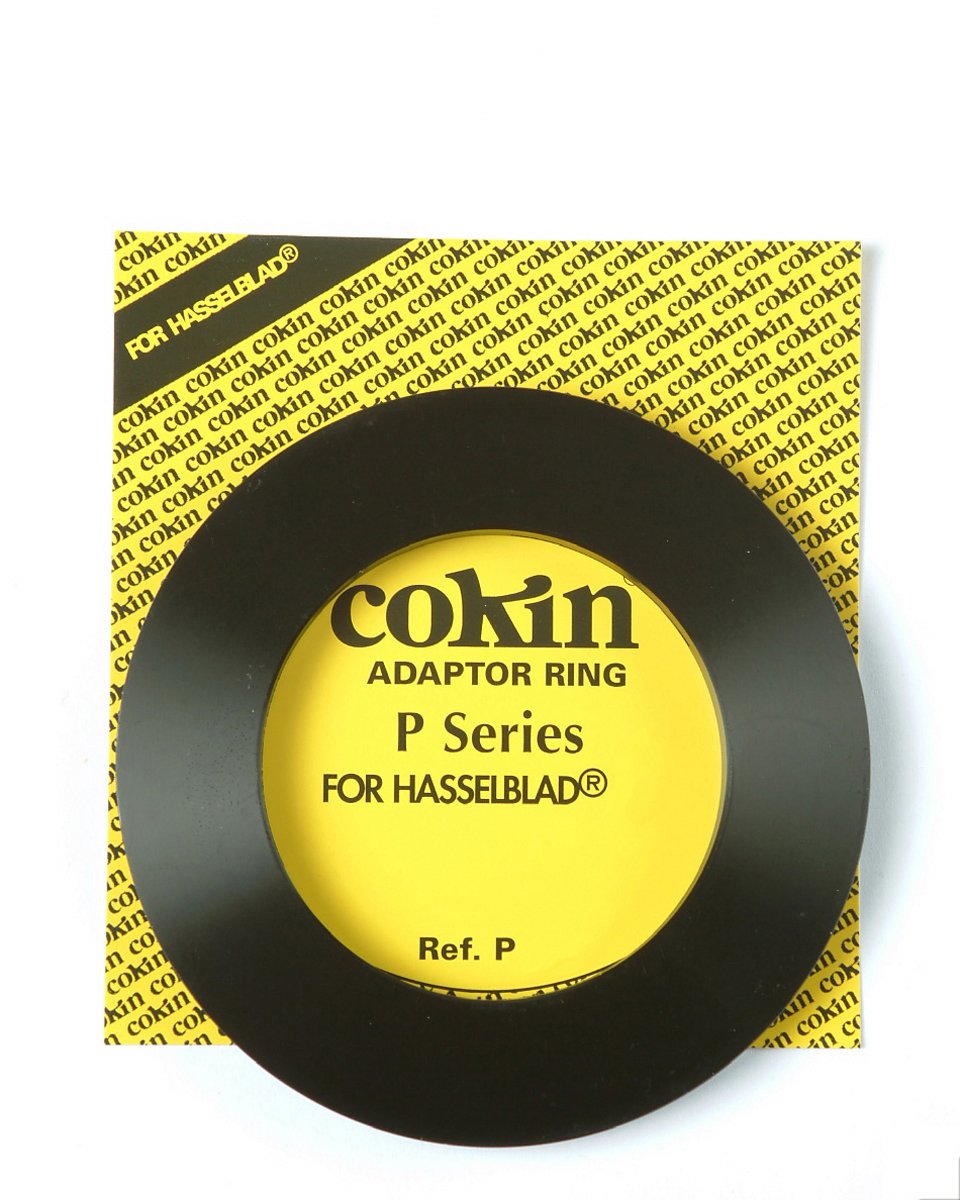 FOR HASSELBLAD®
cokin
ADAPTOR RING
P Series
FOR HASSELBLAD®
Ref. P